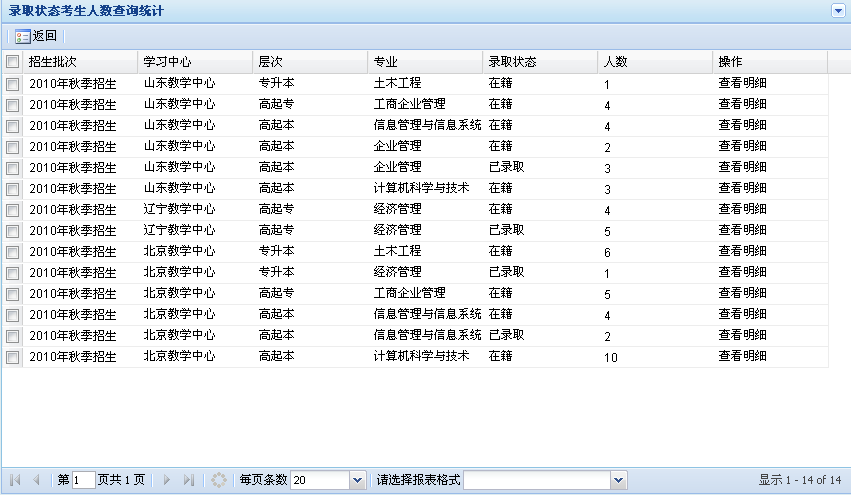 录取状态考生人数查询统计
返回
招生批次 学习中心 层次 专业 录取状态 人数 操作
2010年秋季招生 山东教学中心 专升本 土木工程 在籍 1 查看明细
2010年秋季招生 山东教学中心 高起专 工商企业管理 在籍 4 查看明细
2010年秋季招生 山东教学中心 高起本 信息管理与信息系统 在籍 4 查看明细
2010年秋季招生 山东教学中心 高起本 企业管理 在籍 2 查看明细
2010年秋季招生 山东教学中心 高起本 企业管理 已录取 3 查看明细
2010年秋季招生 山东教学中心 高起本 计算机科学与技术 在籍 3 查看明细
2010年秋季招生 辽宁教学中心 高起专 经济管理 在籍 4 查看明细
2010年秋季招生 辽宁教学中心 高起专 经济管理 已录取 5 查看明细
2010年秋季招生 北京教学中心 专升本 土木工程 在籍 6 查看明细
2010年秋季招生 北京教学中心 专升本 经济管理 已录取 1 查看明细
2010年秋季招生 北京教学中心 高起专 工商企业管理 在籍 5 查看明细
2010年秋季招生 北京教学中心 高起本 信息管理与信息系统 在籍 4 查看明细
2010年秋季招生 北京教学中心 高起本 信息管理与信息系统 已录取 2 查看明细
2010年秋季招生 北京教学中心 高起本 计算机科学与技术 在籍 10 查看明细
第 1 页共 1 页 每页条数 20 请选择报表格式 显示 1 - 14 of 14